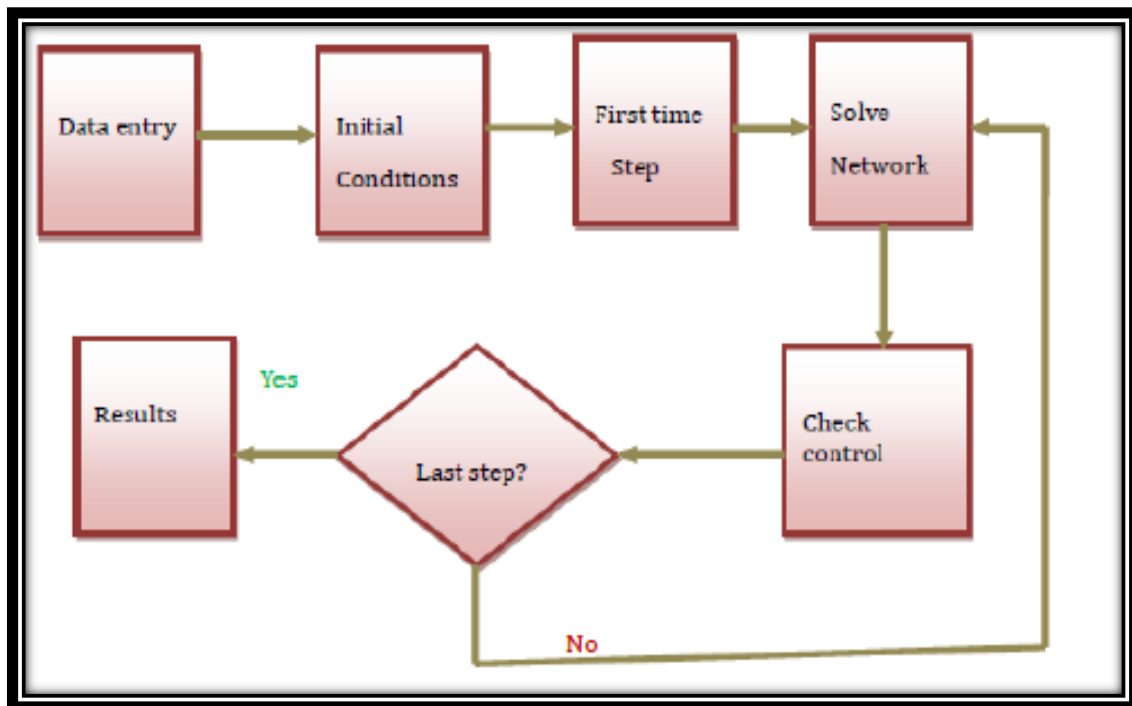 Data entry
Initial
Conditions
First time
Step
Solve
Network
Check
control
Last step?
Yes
Results
No